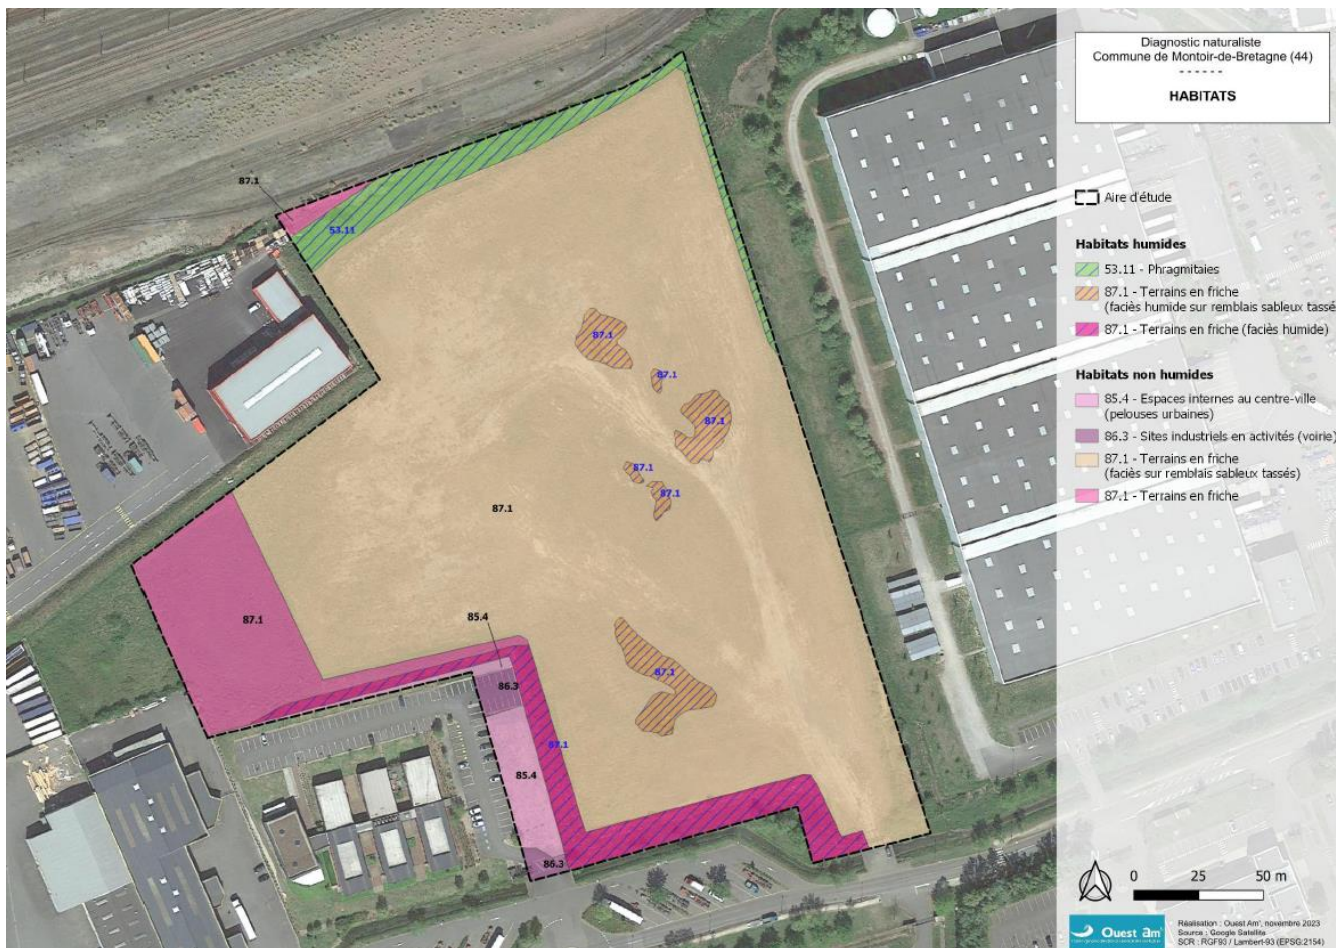 Diagnostic naturaliste
Commune de Montoir-de-Bretagne (44)
------
HABITATS
Aire d'étude
Habitats humides
53.11 - Phragmitaies
87.1 - Terrains en friche
(faciès humide sur remblais sableux tassé
87.1 - Terrains en friche (faciès humide)
Habitats non humides
85.4 - Espaces internes au centre-ville
(pelouses urbaines)
86.3 - Sites industriels en activités (voirie)
87.1 - Terrains en friche
(faciès sur remblais sableux tassés)
87.1 - Terrains en friche
87.1
53.11
87.1
87.1
87.1
87.1
87.1
87.1
87.1
85.4
87.1
86.3
87.1
85.4
86.3
0 25 50 m
Ouest Am'
Réalisation : Ouest Am', novembre 2023
Source : Google Satellite
SCR : RGF93 / Lambert-93 (EPSG:2154)